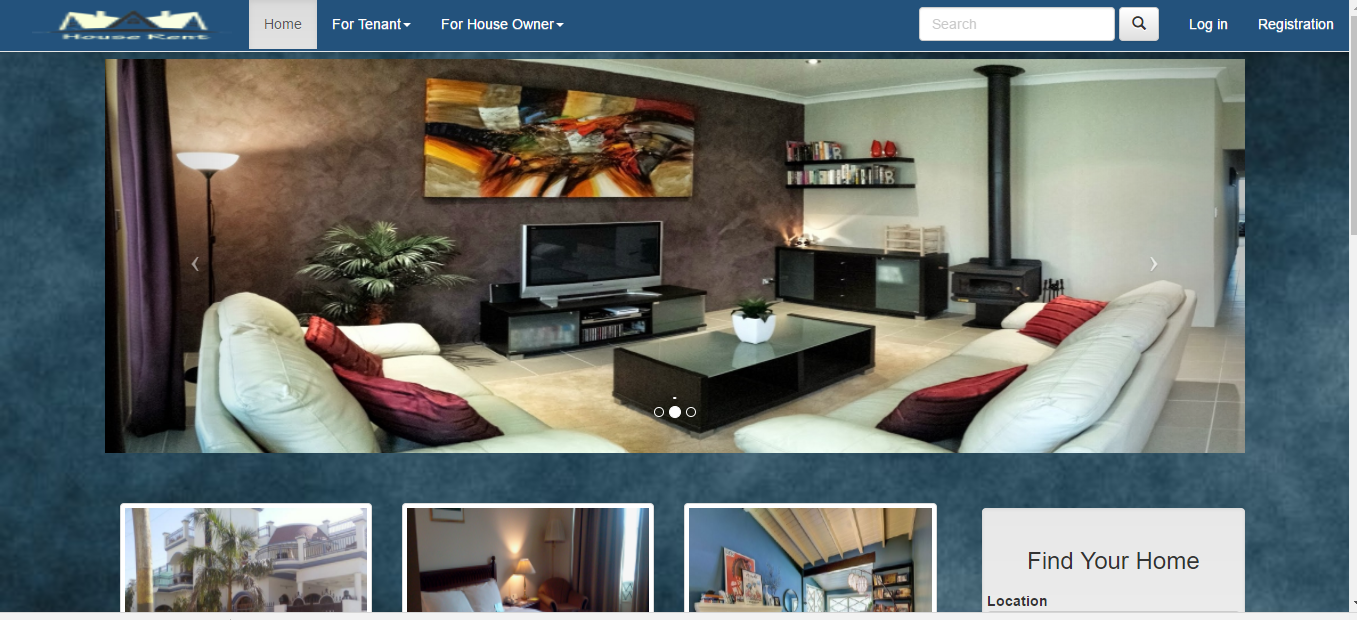 House Rent
Home
For Tenant
For House Owner
Search
Log in
Registration
Find Your Home
Location